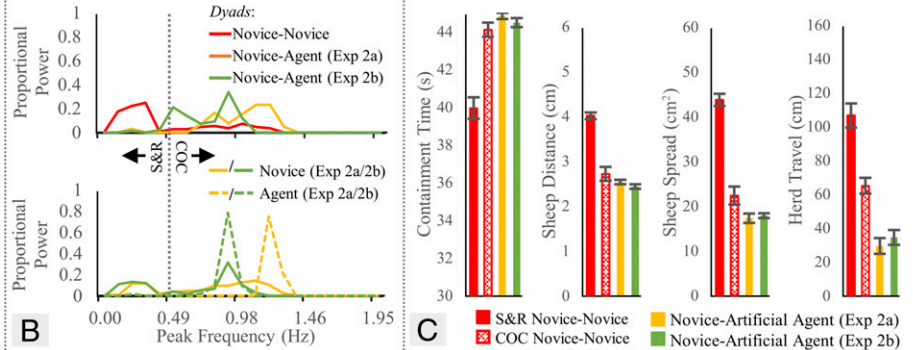 Proportional
Power
1
0.8
0.6
0.4
0.2
0
Dyads:
Novice-Novice
Novice-Agent (Exp 2a)
Novice-Agent (Exp 2b)
S&R
COC
Proportional
Power
1
0.8
0.6
0.4
0.2
0
Novice (Exp 2a/2b)
Agent (Exp 2a/2b)
0.00 0.49 0.98 1.46 1.95
Peak Frequency (Hz)
B
Containment Time (s)
44
42
40
38
36
34
32
30
Sheep Distance (cm)
6
5
4
3
2
1
0
Sheep Spread (cm²)
60
50
40
30
20
10
0
Herd Travel (cm)
160
140
120
100
80
60
40
20
0
C
S&R Novice-Novice
COC Novice-Novice
Novice-Artificial Agent (Exp 2a)
Novice-Artificial Agent (Exp 2b)